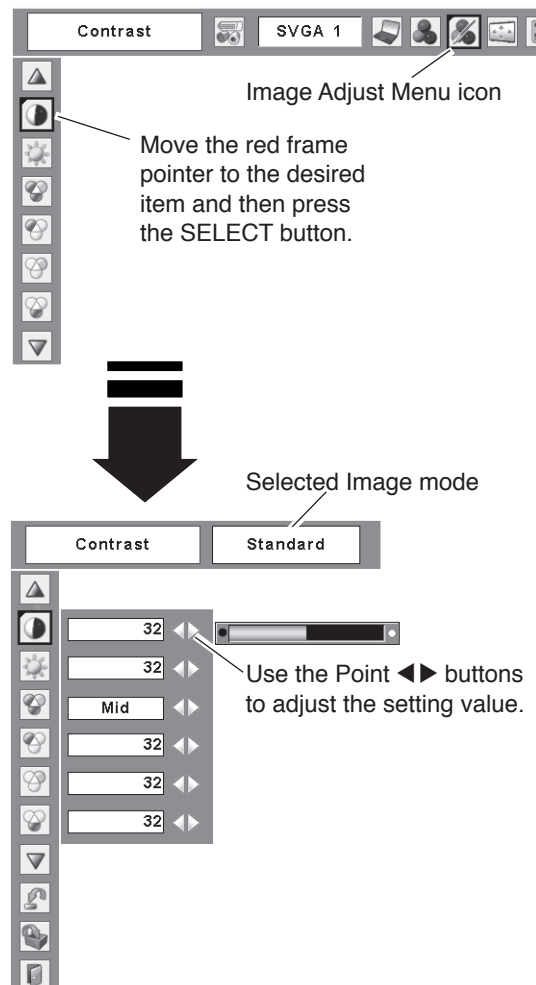 Contrast
SVGA 1
Image Adjust Menu icon
Move the red frame
pointer to the desired
item and then press
the SELECT button.
Selected Image mode
Contrast
Standard
32
32
Use the Point ◀▶ buttons
to adjust the setting value.
Mid
32
32
32